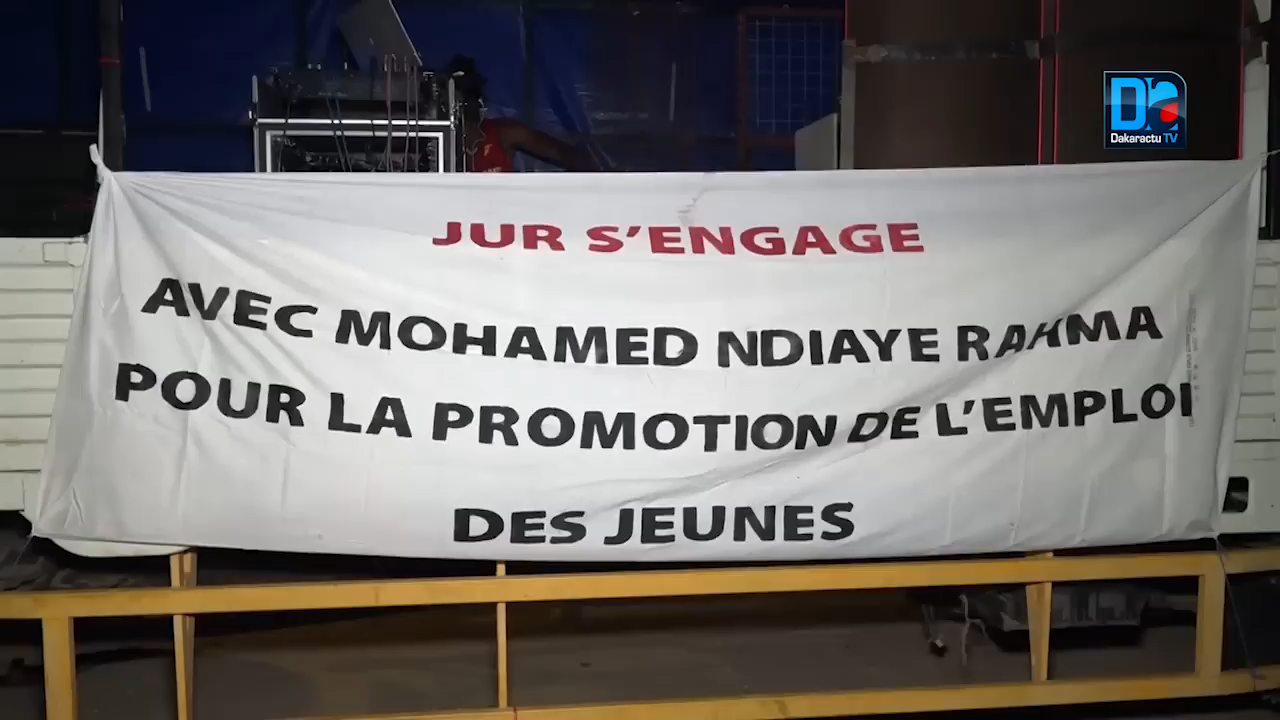 Dakaractu TV
JUR S'ENGAGE
AVEC MOHAMED NDIAYE RAHMA
POUR LA PROMOTION DE L'EMPLOI
DES JEUNES